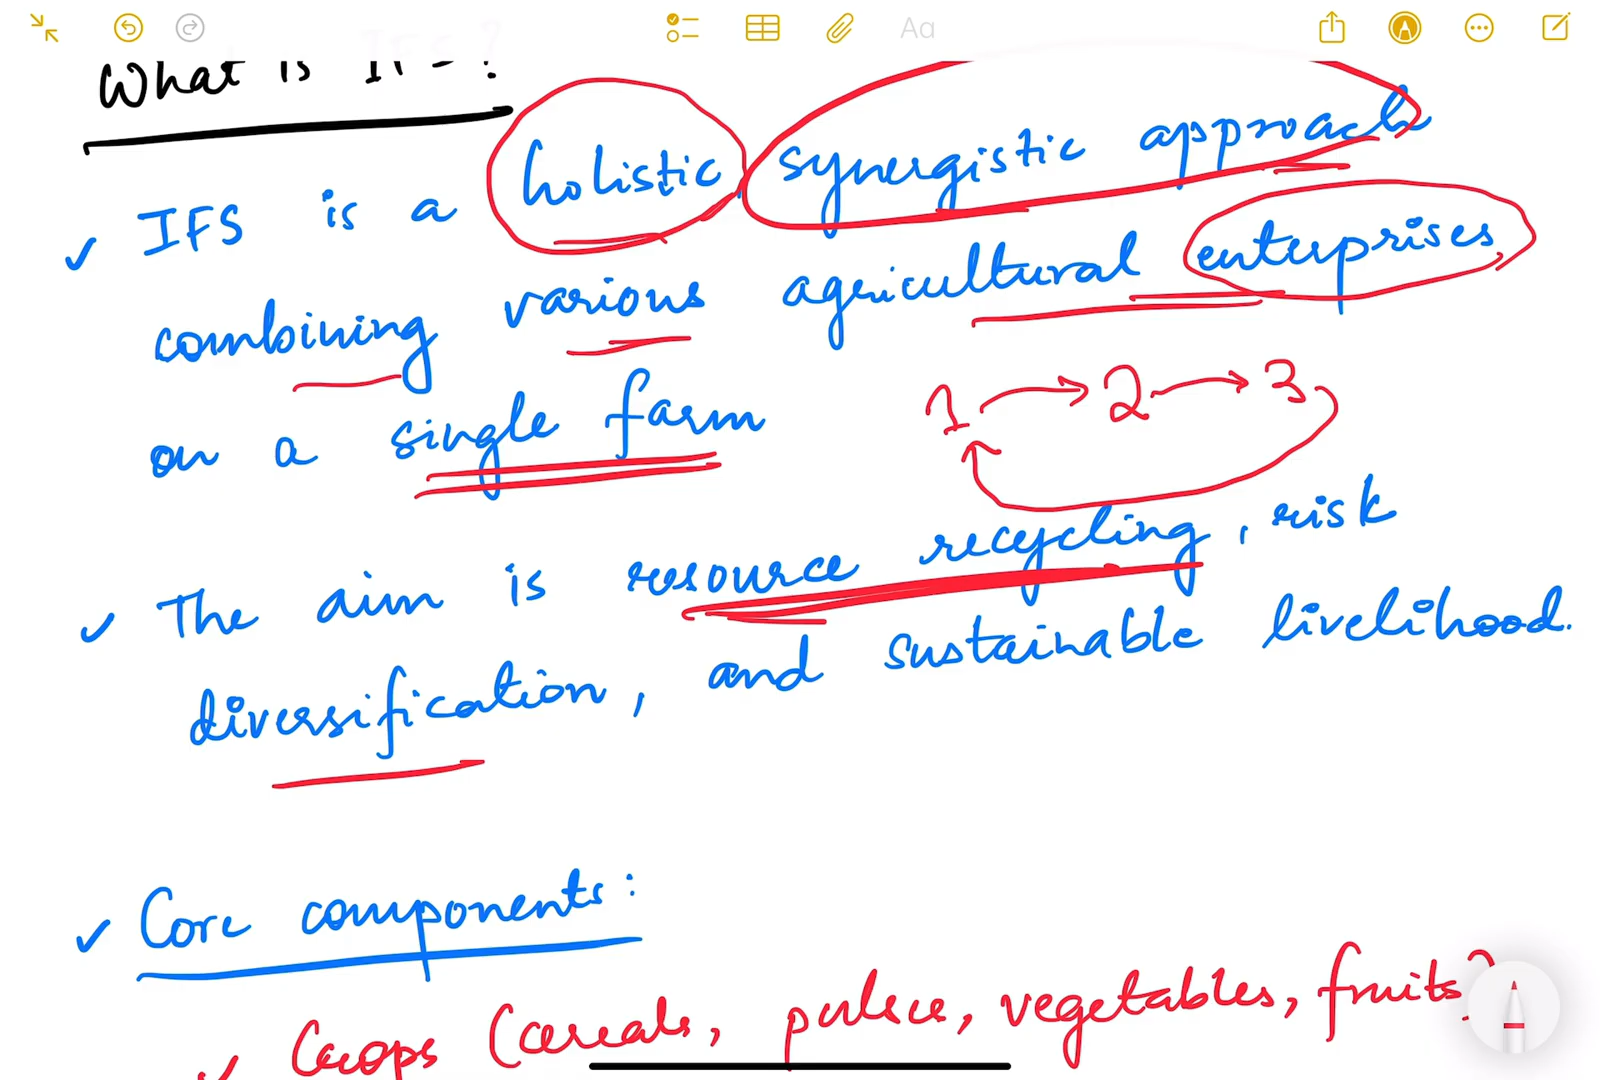 Aa
What is IFS?
IFS is a holistic, synergistic approach
combining various agricultural enterprises
on a single farm
1 → 2 → 3
The aim is resource recycling, risk
diversification, and sustainable livelihood.
Core components:
Crops (cereals, pulses, vegetables, fruits)